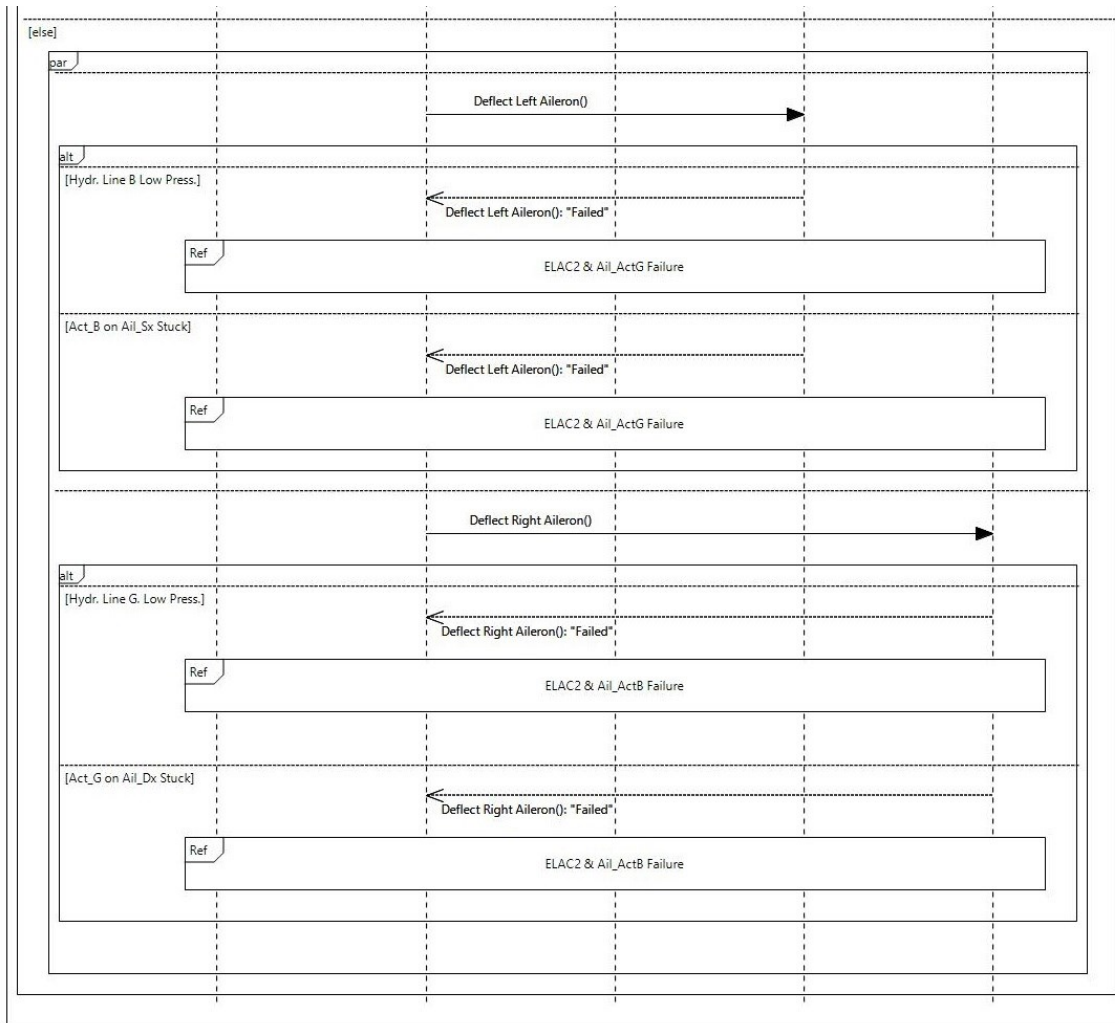 [else]
par
Deflect Left Aileron()
alt
[Hydr. Line B Low Press.]
Deflect Left Aileron(): "Failed"
Ref
ELAC2 & Ail_ActG Failure
[Act_B on Ail_Sx Stuck]
Deflect Left Aileron(): "Failed"
Ref
ELAC2 & Ail_ActG Failure
Deflect Right Aileron()
alt
[Hydr. Line G. Low Press.]
Deflect Right Aileron(): "Failed"
Ref
ELAC2 & Ail_ActB Failure
[Act_G on Ail_Dx Stuck]
Deflect Right Aileron(): "Failed"
Ref
ELAC2 & Ail_ActB Failure